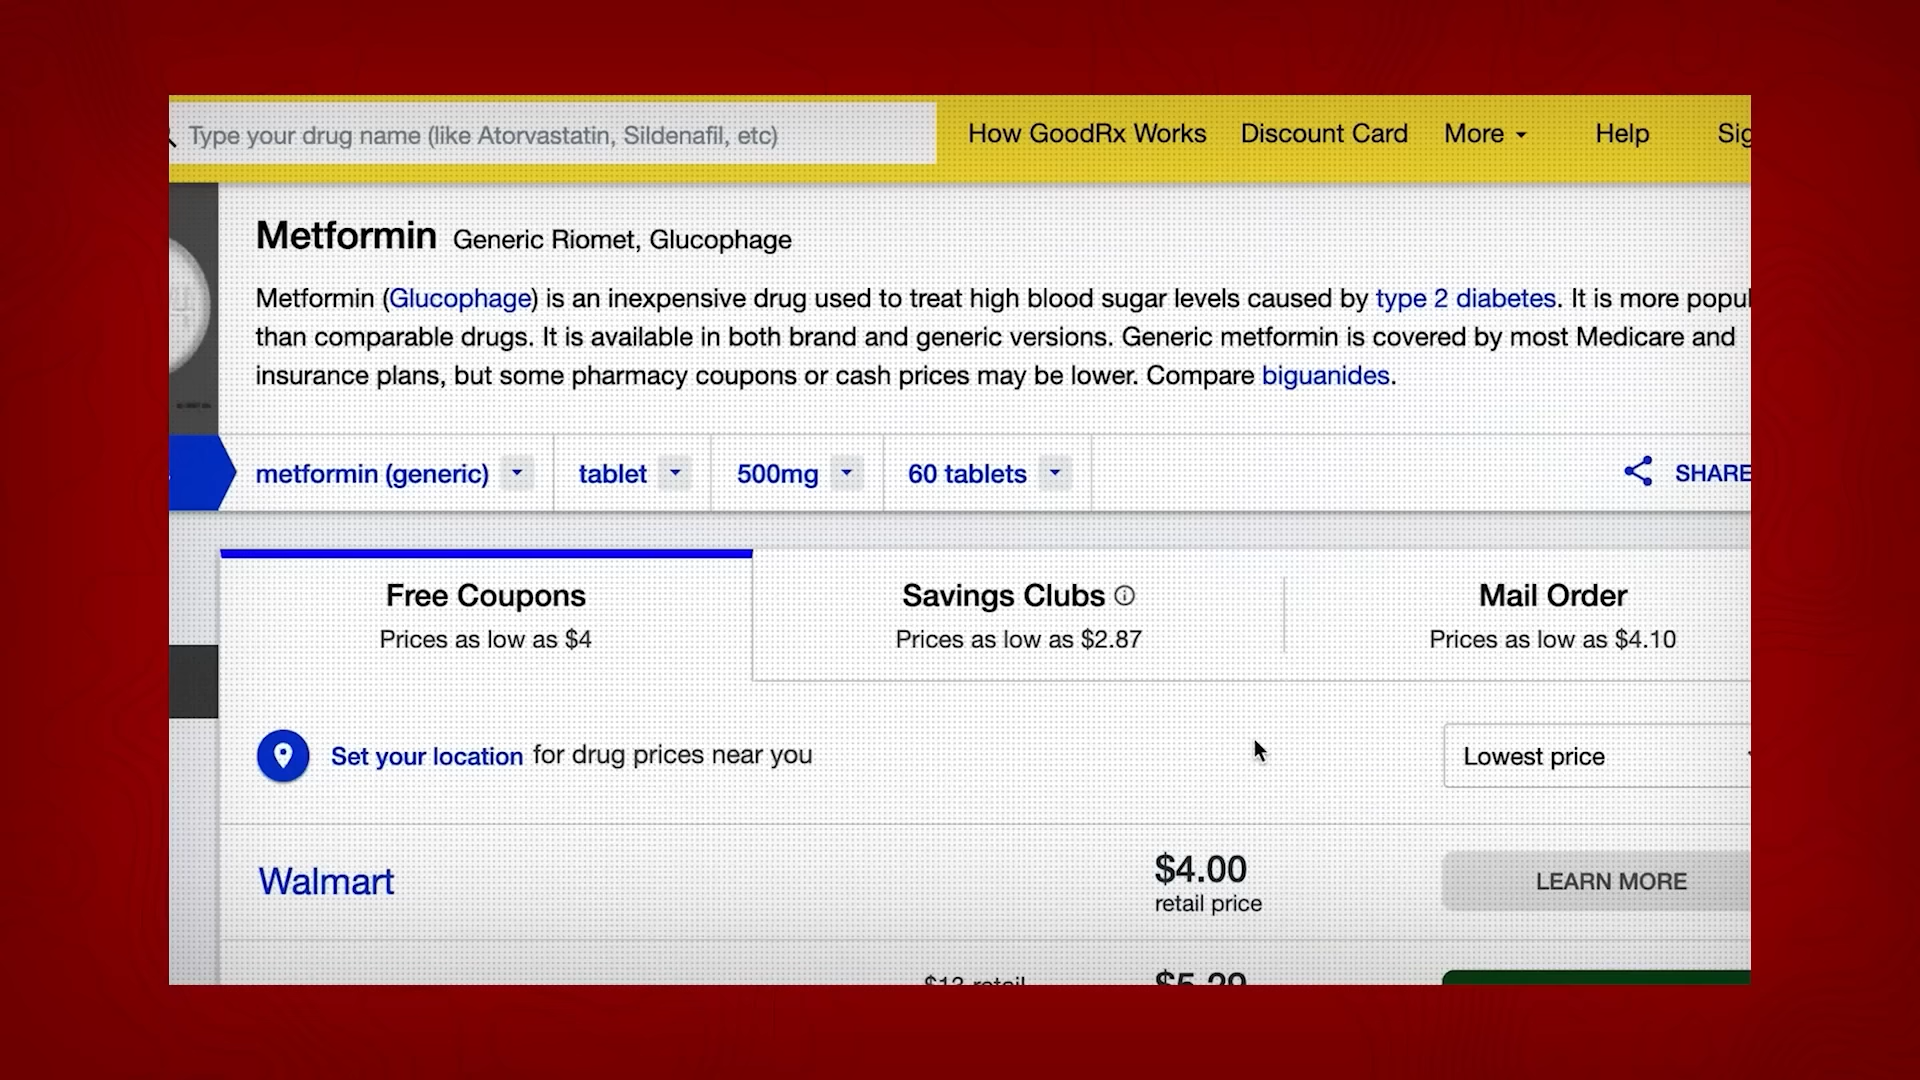 Type your drug name (like Atorvastatin, Sildenafil, etc)
How GoodRx Works Discount Card More Help
Metformin Generic Riomet, Glucophage
Metformin (Glucophage) is an inexpensive drug used to treat high blood sugar levels caused by type 2 diabetes. It is more
than comparable drugs. It is available in both brand and generic versions. Generic metformin is covered by most Medicare and
insurance plans, but some pharmacy coupons or cash prices may be lower. Compare biguanides.
metformin (generic) tablet 500mg 60 tablets SHARE
Free Coupons Savings Clubs Mail Order
Prices as low as $4 Prices as low as $2.87 Prices as low as $4.10
Set your location for drug prices near you
Lowest price
Walmart
$4.00
retail price
LEARN MORE